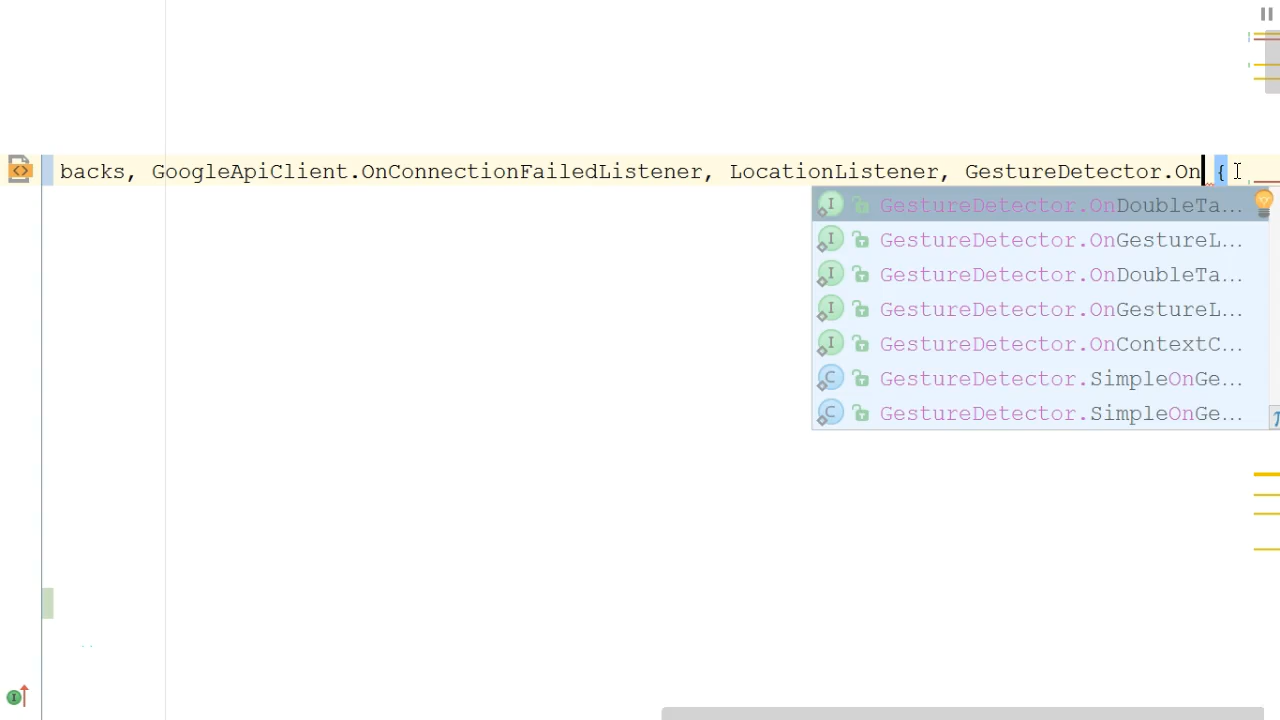 backs, GoogleApiClient.OnConnectionFailedListener, LocationListener, GestureDetector.On {
GestureDetector.OnDoubleTa...
GestureDetector.OnGestureL...
GestureDetector.OnDoubleTa...
GestureDetector.OnGestureL...
GestureDetector.OnContextC...
GestureDetector.SimpleOnGe...
GestureDetector.SimpleOnGe...